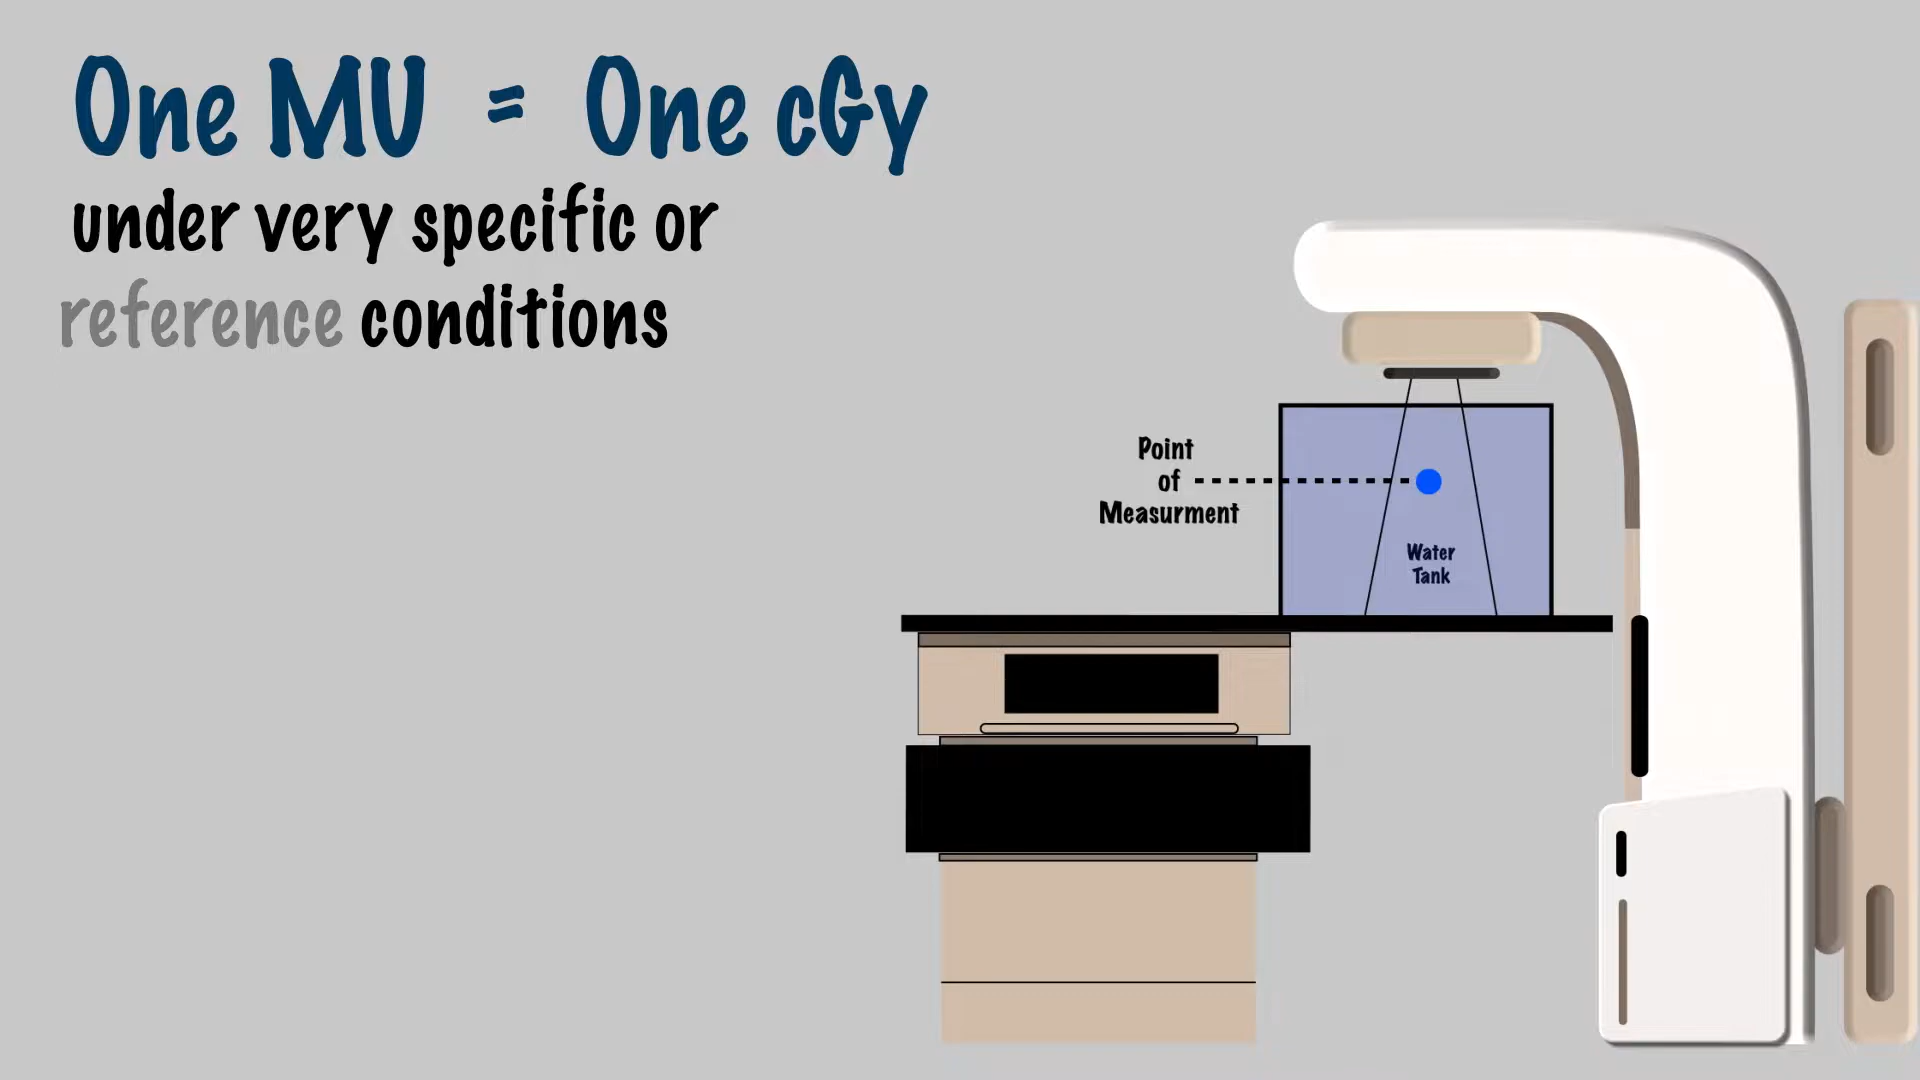 One MU = One cGy
under very specific or
reference conditions
Point
of
Measurment
Water
Tank